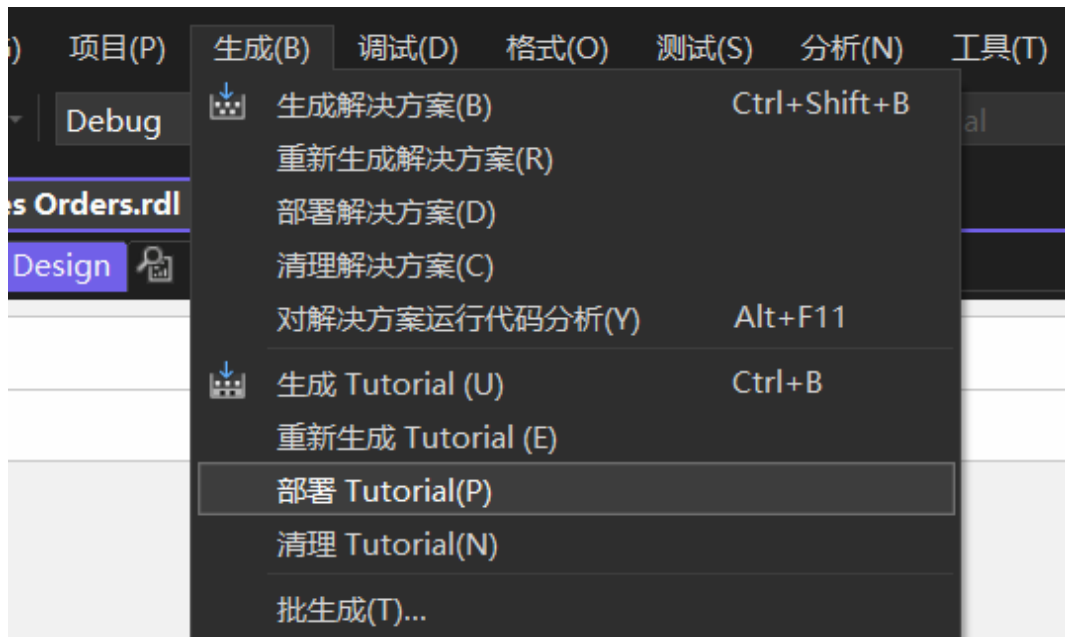 项目(P) 生成(B) 调试(D) 格式(O) 测试(S) 分析(N) 工具(T)
Debug
生成解决方案(B) Ctrl+Shift+B
重新生成解决方案(R)
es Orders.rdl
部署解决方案(D)
Design
清理解决方案(C)
对解决方案运行代码分析(Y) Alt+F11
生成 Tutorial (U) Ctrl+B
重新生成 Tutorial (E)
部署 Tutorial(P)
清理 Tutorial(N)
批生成(T)...